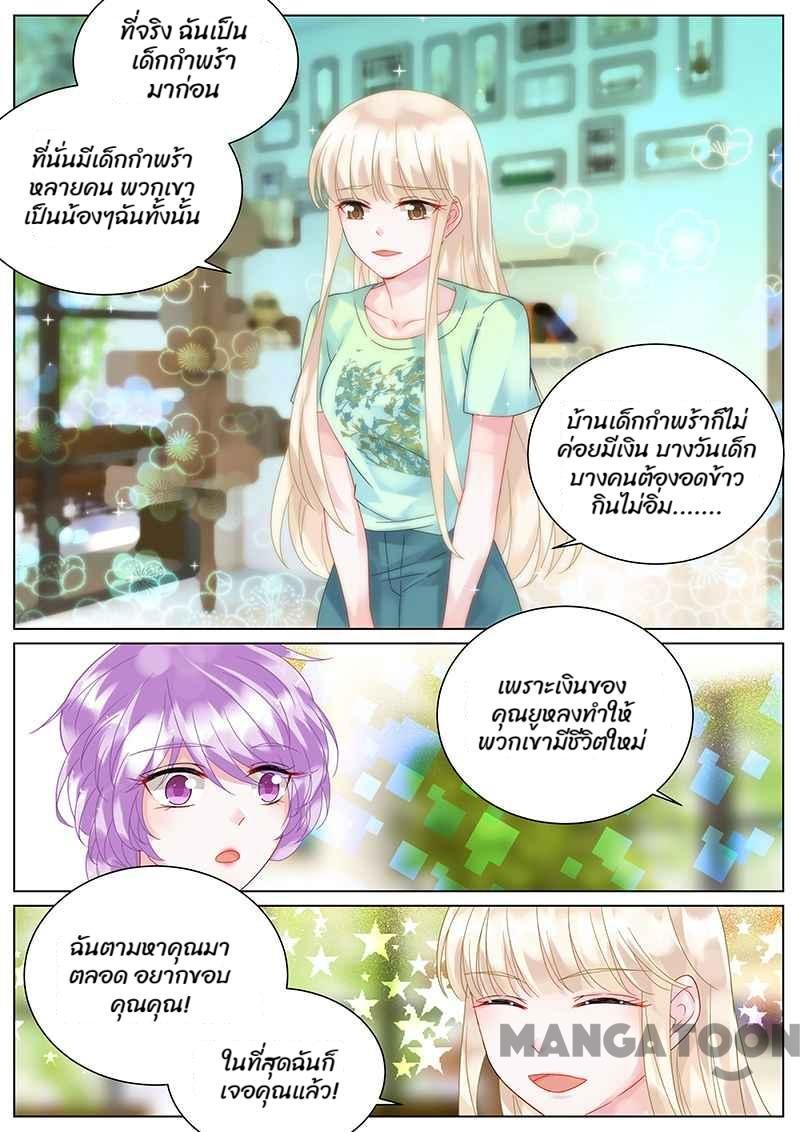 ที่จริง ฉันเป็น
เด็กกำพร้า
มาก่อน
ที่นั่นมีเด็กกำพร้า
หลายคน พวกเขา
เป็นน้องๆฉันทั้งนั้น
บ้านเด็กกำพร้าก็ไม่
ค่อยมีเงิน บางวันเด็ก
บางคนต้องอดข้าว
กินไม่อิ่ม.......
เพราะเงินของ
คุณยูหลงทำให้
พวกเขามีชีวิตใหม่
ฉันตามหาคุณมา
ตลอด อยากขอบ
คุณคุณ!
ในที่สุดฉันก็
เจอคุณแล้ว!
MANGATOON